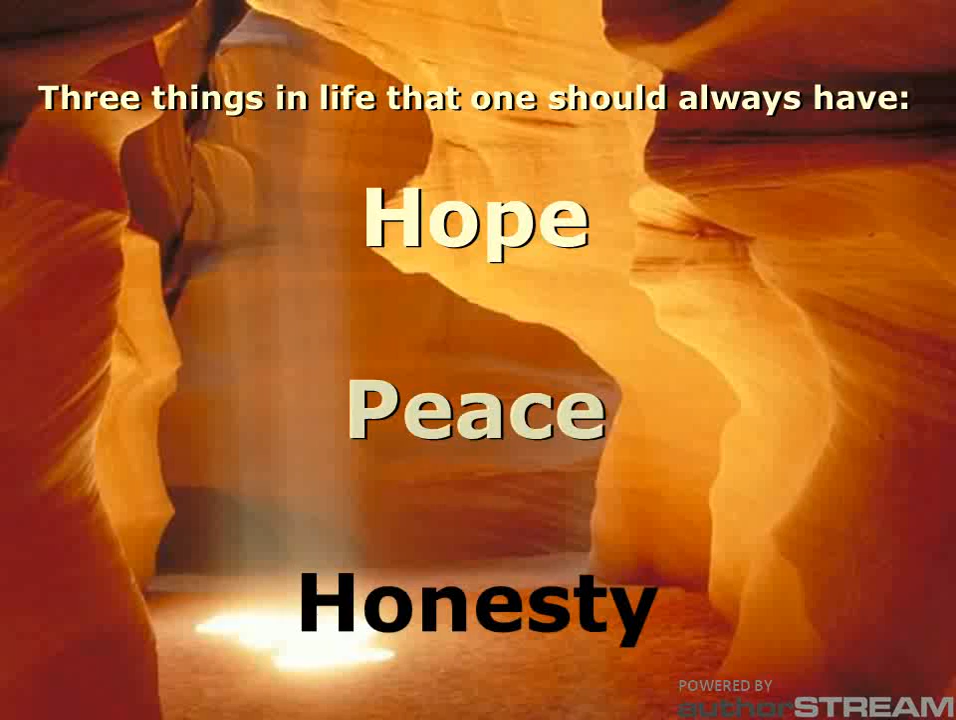 Three things in life that one should always have:
Hope
Peace
Honesty
POWERED BY
authorSTREAM